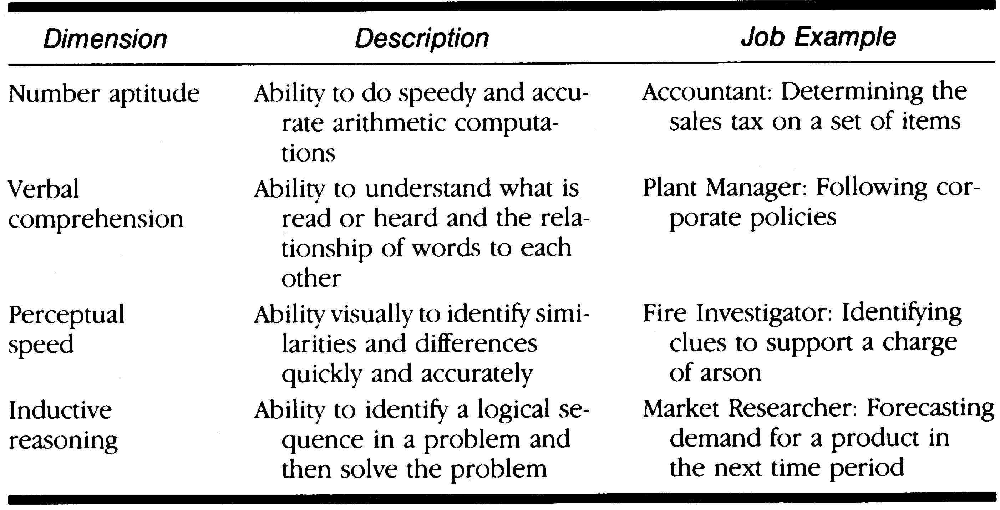 Dimension Description Job Example
Number aptitude Ability to do speedy and accu- Accountant: Determining the
rate arithmetic computa- sales tax on a set of items
tions
Verbal Ability to understand what is Plant Manager: Following cor-
comprehension read or heard and the rela- porate policies
tionship of words to each
other
Perceptual Ability visually to identify simi- Fire Investigator: Identifying
speed larities and differences clues to support a charge
quickly and accurately of arson
Inductive Ability to identify a logical se- Market Researcher: Forecasting
reasoning quence in a problem and demand for a product in
then solve the problem the next time period